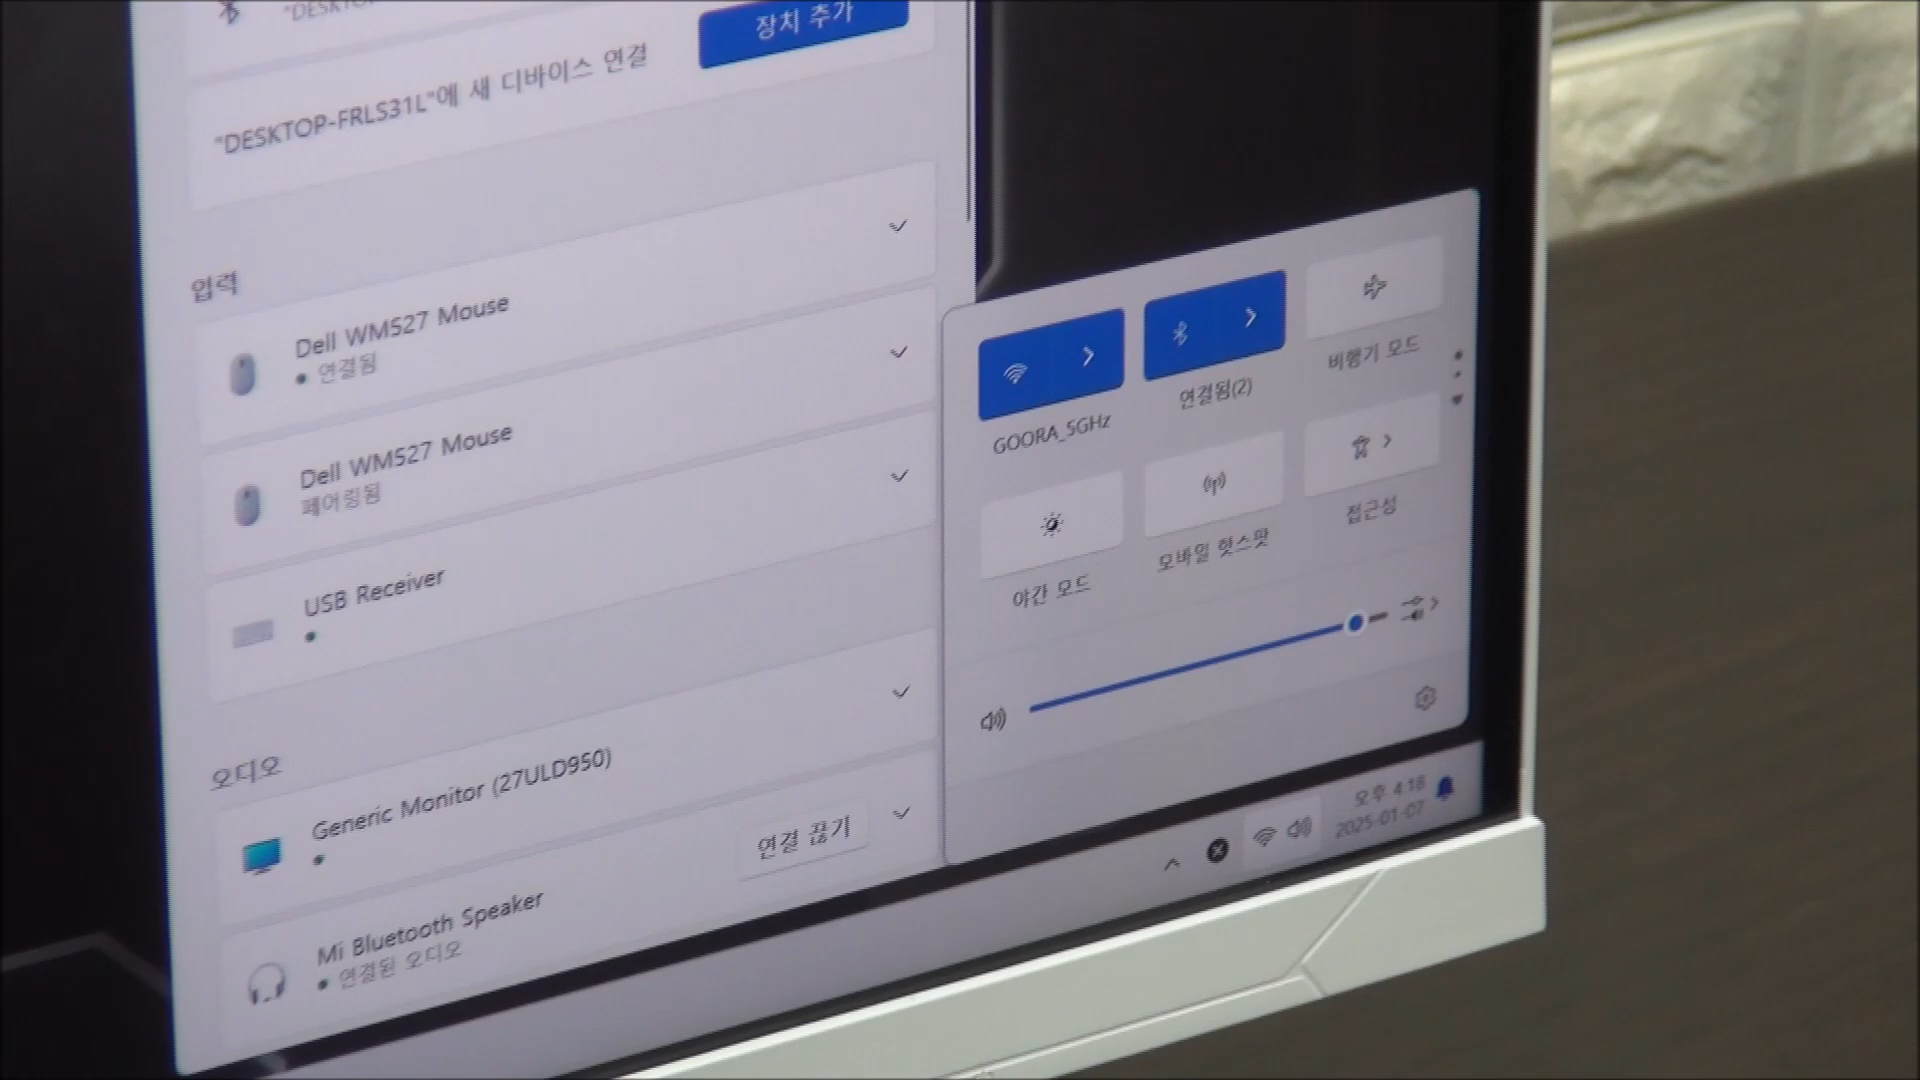 "DESKTOP-
장치 추가
"DESKTOP-FRLS31L"에 새 디바이스 연결
입력
Dell WM527 Mouse
연결됨
Dell WM527 Mouse
페어링됨
USB Receiver
오디오
Generic Monitor (27ULD950)
Mi Bluetooth Speaker
연결된 오디오
연결 끊기
GOORA_5GHz
연결됨(2)
비행기 모드
야간 모드
모바일 핫스팟
접근성
오후 4:18
2025-01-07